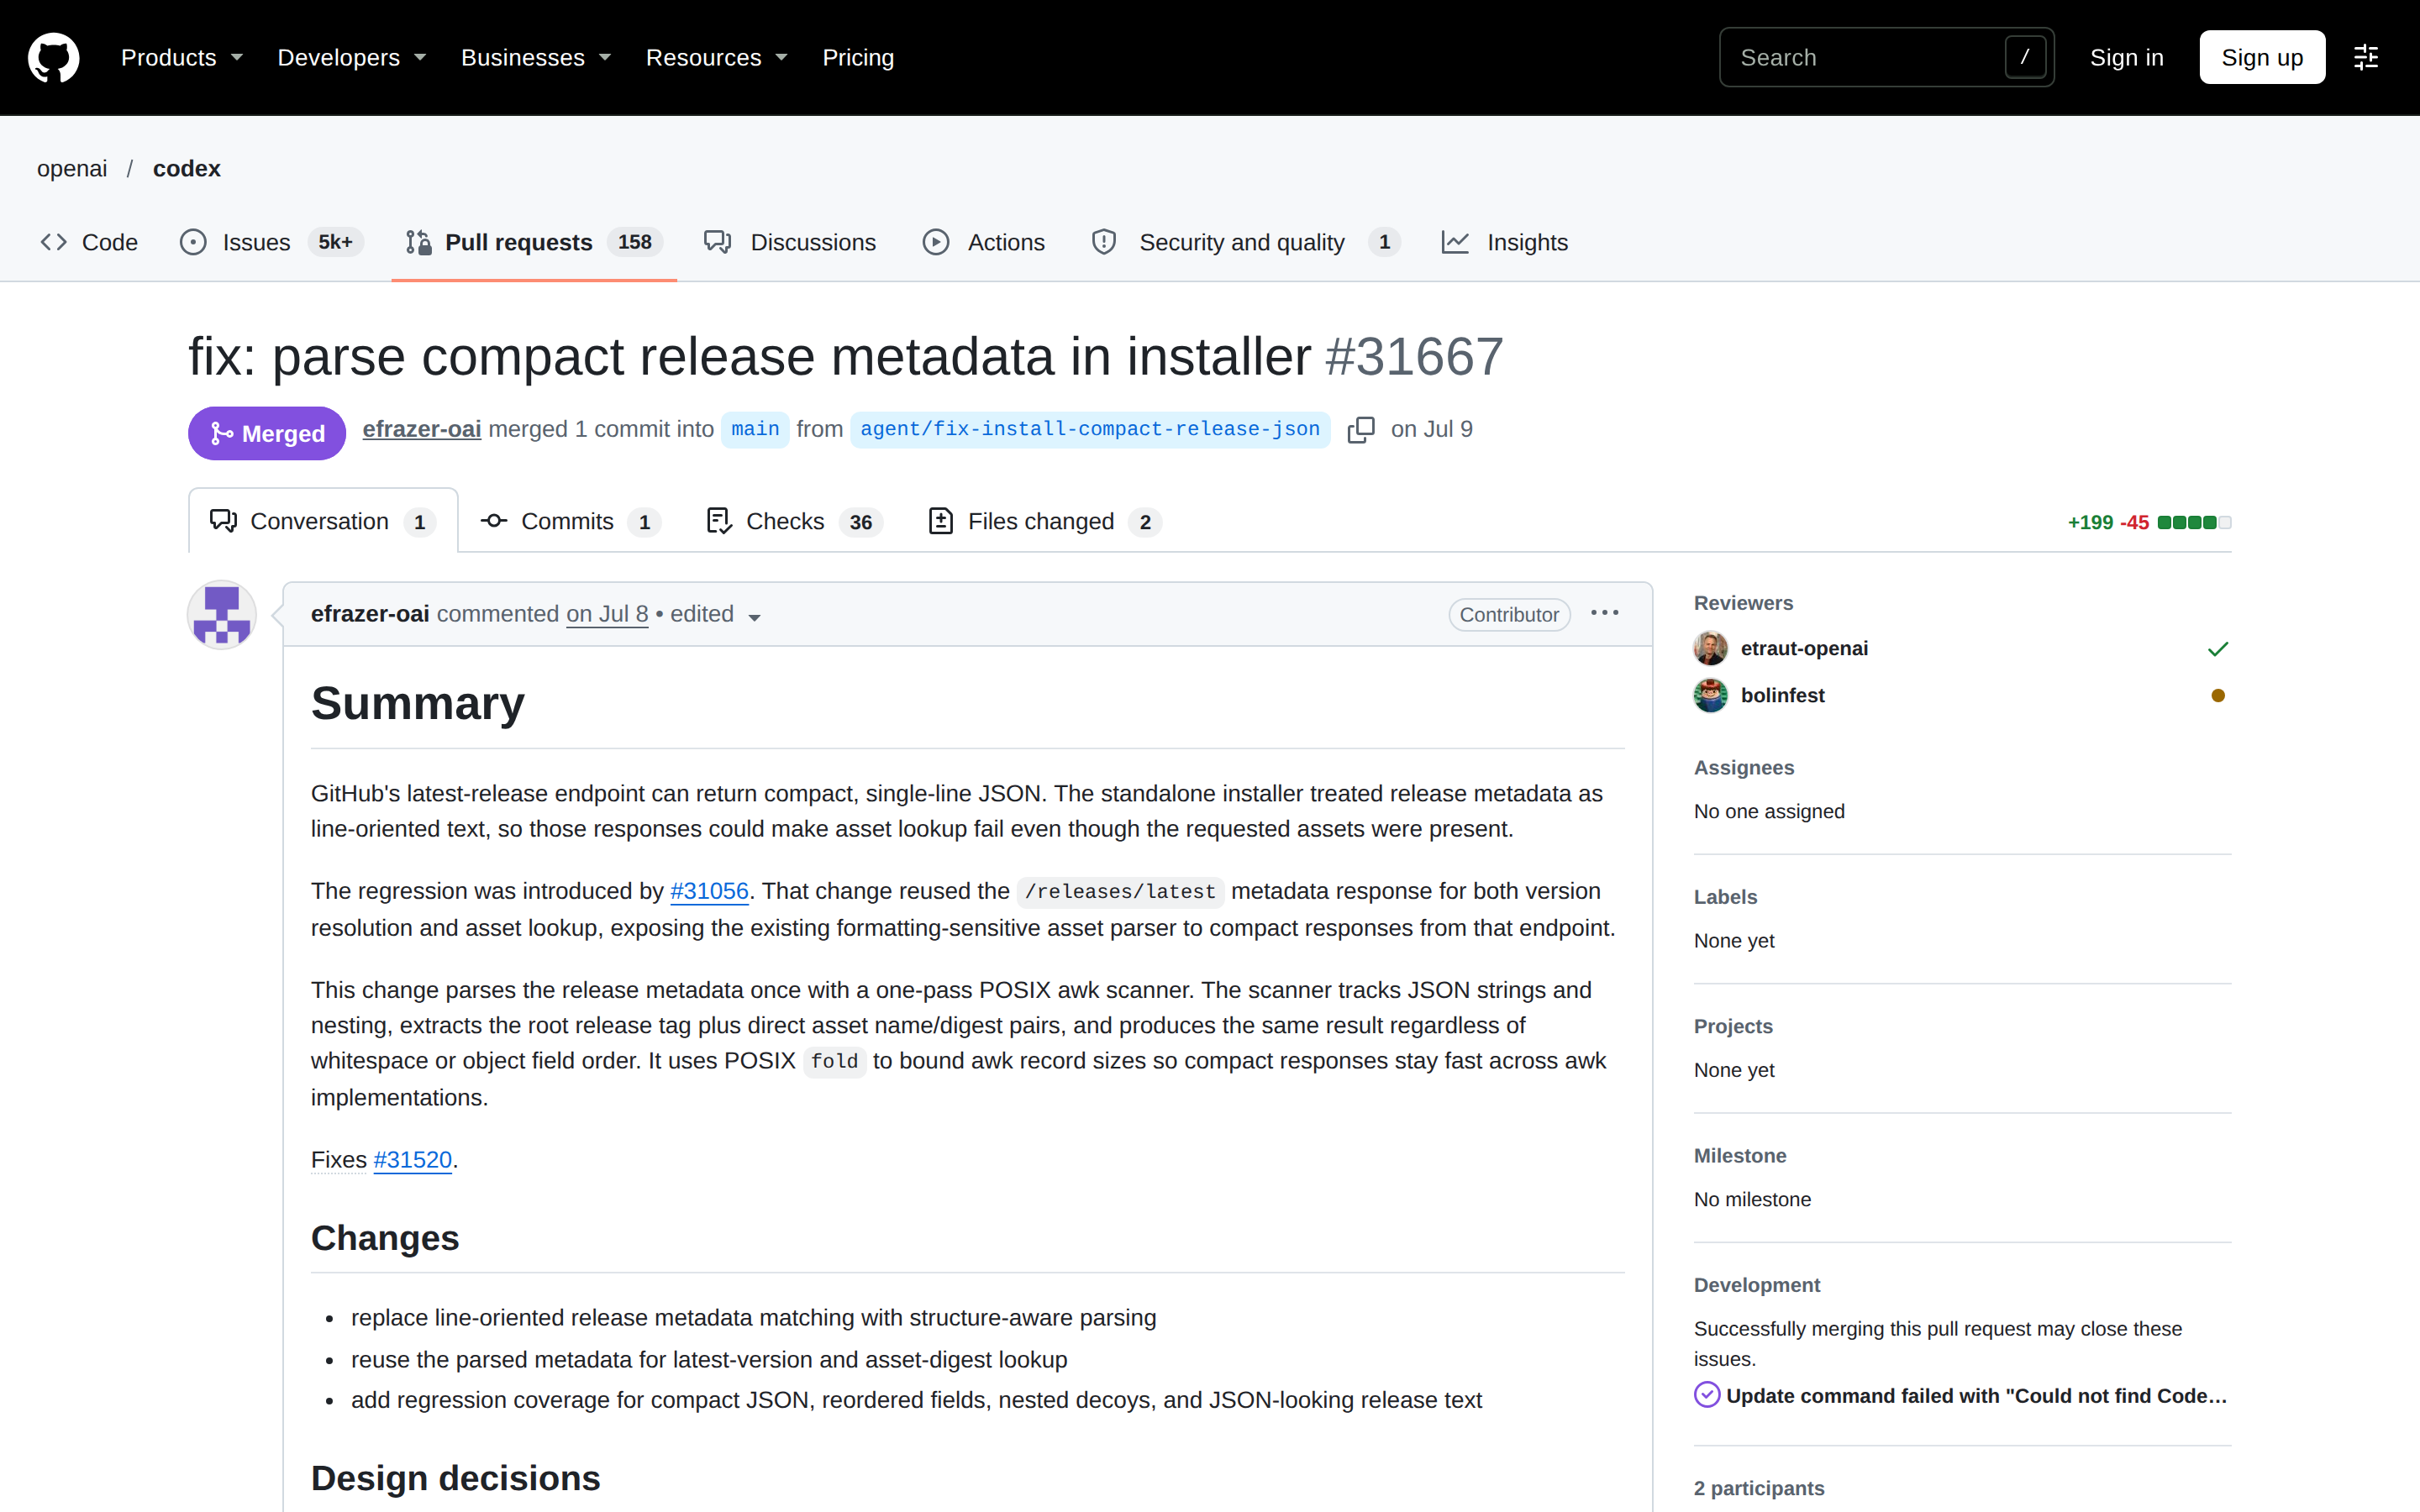 Products Developers Businesses Resources Pricing Search / Sign in Sign up
openai / codex
Code Issues 5k+ Pull requests 158 Discussions Actions Security and quality 1 Insights
fix: parse compact release metadata in installer #31667
Merged efrazer-oai merged 1 commit into main from agent/fix-install-compact-release-json on Jul 9
Conversation 1 Commits 1 Checks 36 Files changed 2 +199 -45
efrazer-oai commented on Jul 8 • edited Contributor
Summary
GitHub's latest-release endpoint can return compact, single-line JSON. The standalone installer treated release metadata as
line-oriented text, so those responses could make asset lookup fail even though the requested assets were present.
The regression was introduced by #31056. That change reused the /releases/latest metadata response for both version
resolution and asset lookup, exposing the existing formatting-sensitive asset parser to compact responses from that endpoint.
This change parses the release metadata once with a one-pass POSIX awk scanner. The scanner tracks JSON strings and
nesting, extracts the root release tag plus direct asset name/digest pairs, and produces the same result regardless of
whitespace or object field order. It uses POSIX fold to bound awk record sizes so compact responses stay fast across awk
implementations.
Fixes #31520.
Changes
• replace line-oriented release metadata matching with structure-aware parsing
• reuse the parsed metadata for latest-version and asset-digest lookup
• add regression coverage for compact JSON, reordered fields, nested decoys, and JSON-looking release text
Design decisions
Reviewers
etraut-openai
bolinfest
Assignees
No one assigned
Labels
None yet
Projects
None yet
Milestone
No milestone
Development
Successfully merging this pull request may close these
issues.
Update command failed with "Could not find Code...
2 participants